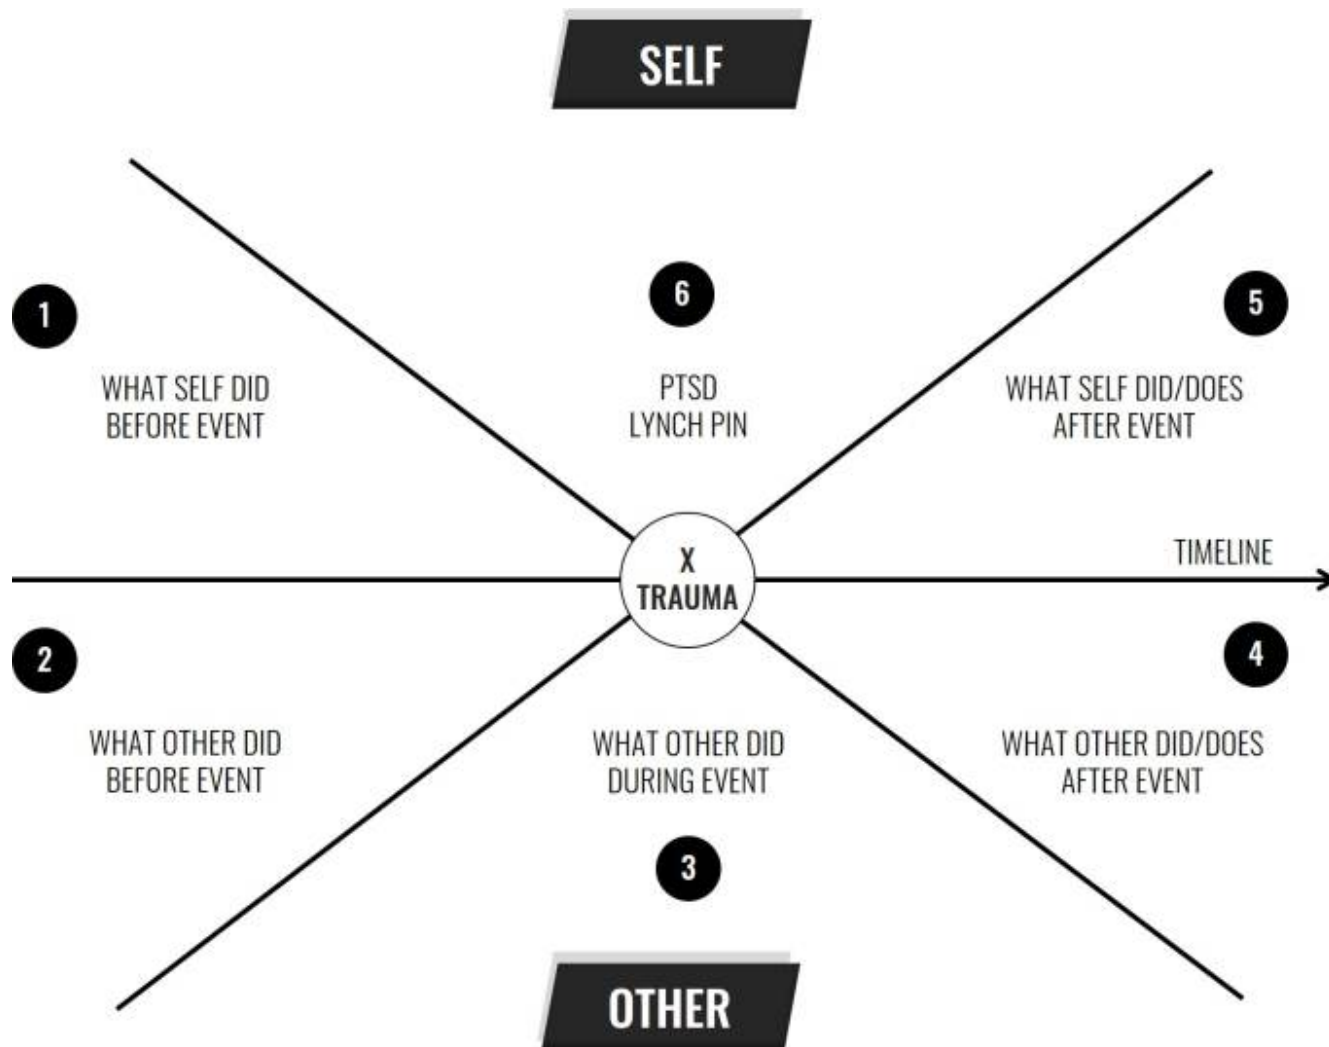 SELF
1
6
5
WHAT SELF DID
BEFORE EVENT
PTSD
LYNCH PIN
WHAT SELF DID/DOES
AFTER EVENT
X
TRAUMA
TIMELINE
2
4
WHAT OTHER DID
BEFORE EVENT
WHAT OTHER DID
DURING EVENT
WHAT OTHER DID/DOES
AFTER EVENT
3
OTHER